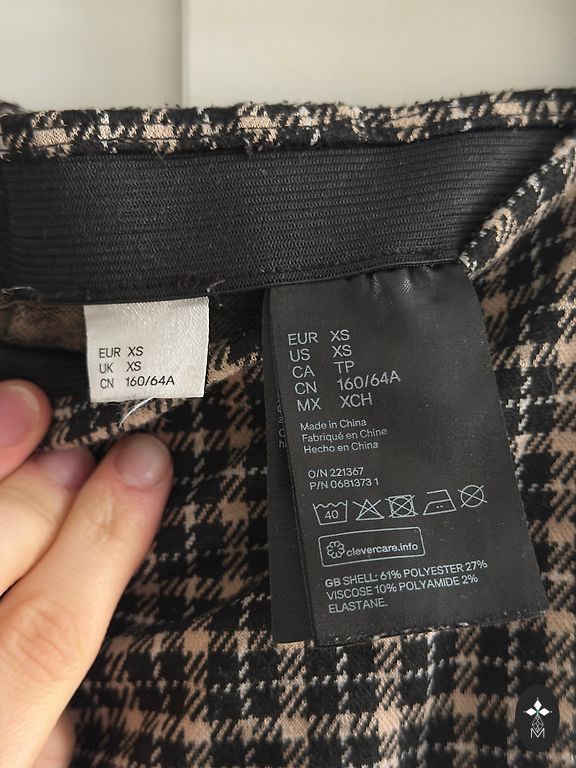 EUR XS
UK XS
CN 160/64A
EUR XS
US XS
CA TP
CN 160/64A
MX XCH
Made in China
Fabriqué en Chine
Hecho en China
O/N 221367
P/N 0681373 1
40
clevercare.info
GB SHELL: 61% POLYESTER 27%
VISCOSE 10% POLYAMIDE 2%
ELASTANE.